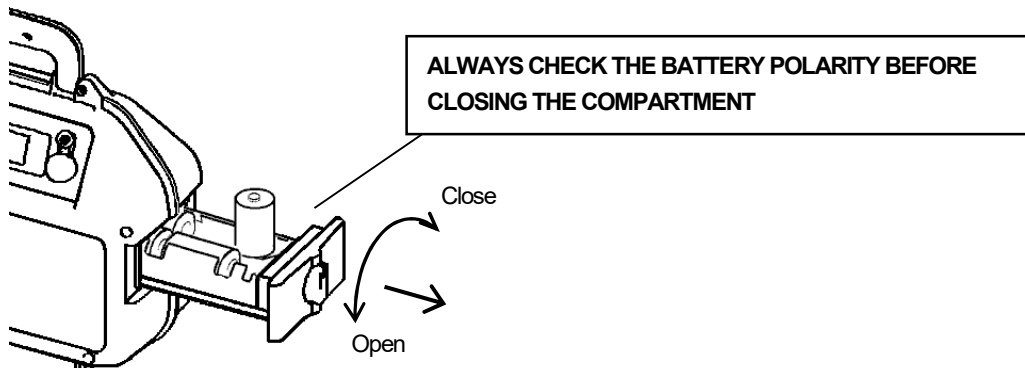 ALWAYS CHECK THE BATTERY POLARITY BEFORE
CLOSING THE COMPARTMENT
Close
Open